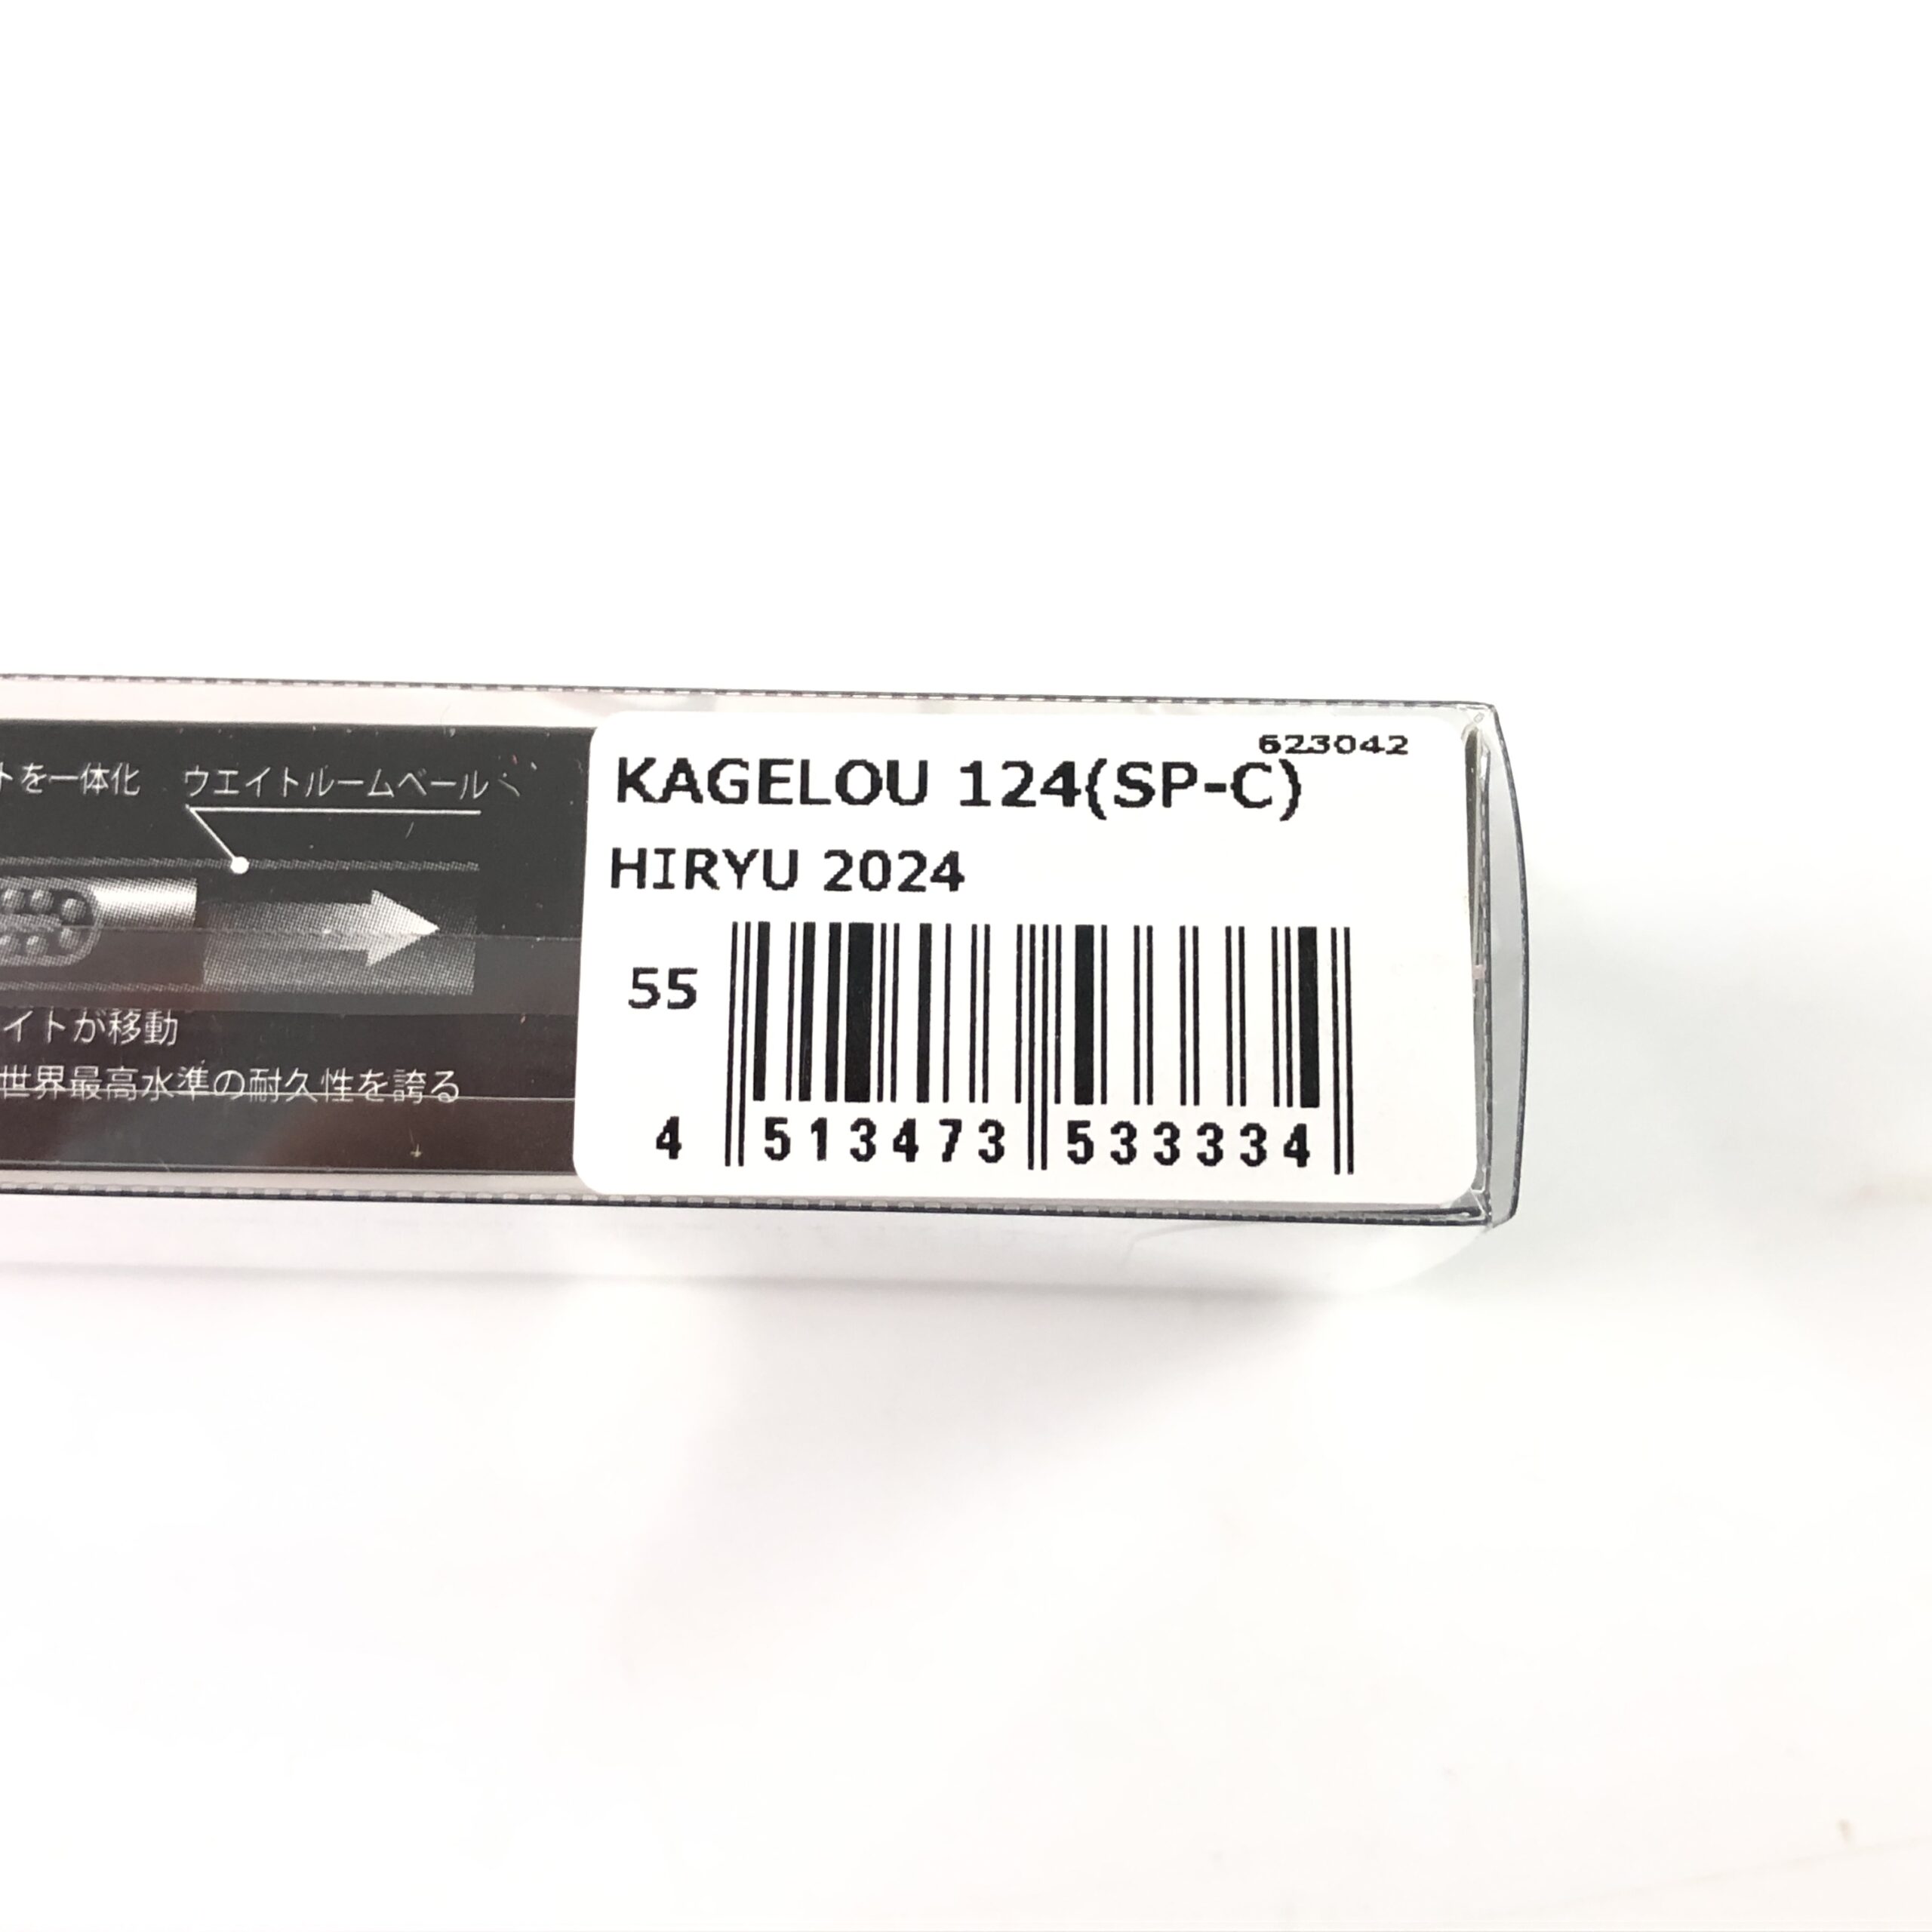 トを一体化 ウエイトルームベール
イトが移動
世界最高水準の耐久性を誇る
623042
KAGELOU 124(SP-C)
HIRYU 2024
55
4 513473 533334